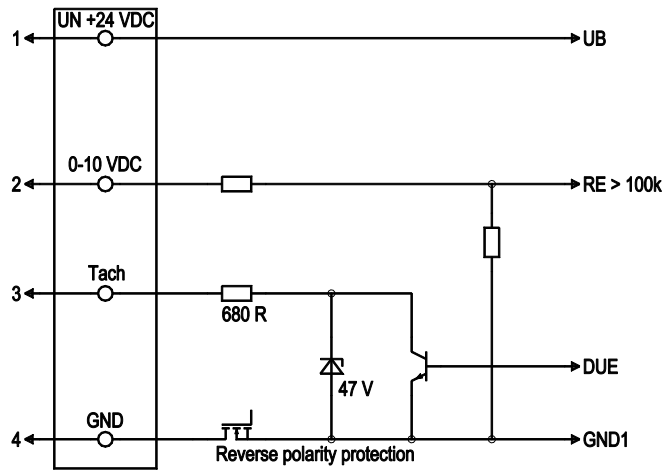 UN +24 VDC
1
UB
0-10 VDC
2
RE > 100k
Tach
3
680 R
47 V
DUE
GND
4
GND1
Reverse polarity protection